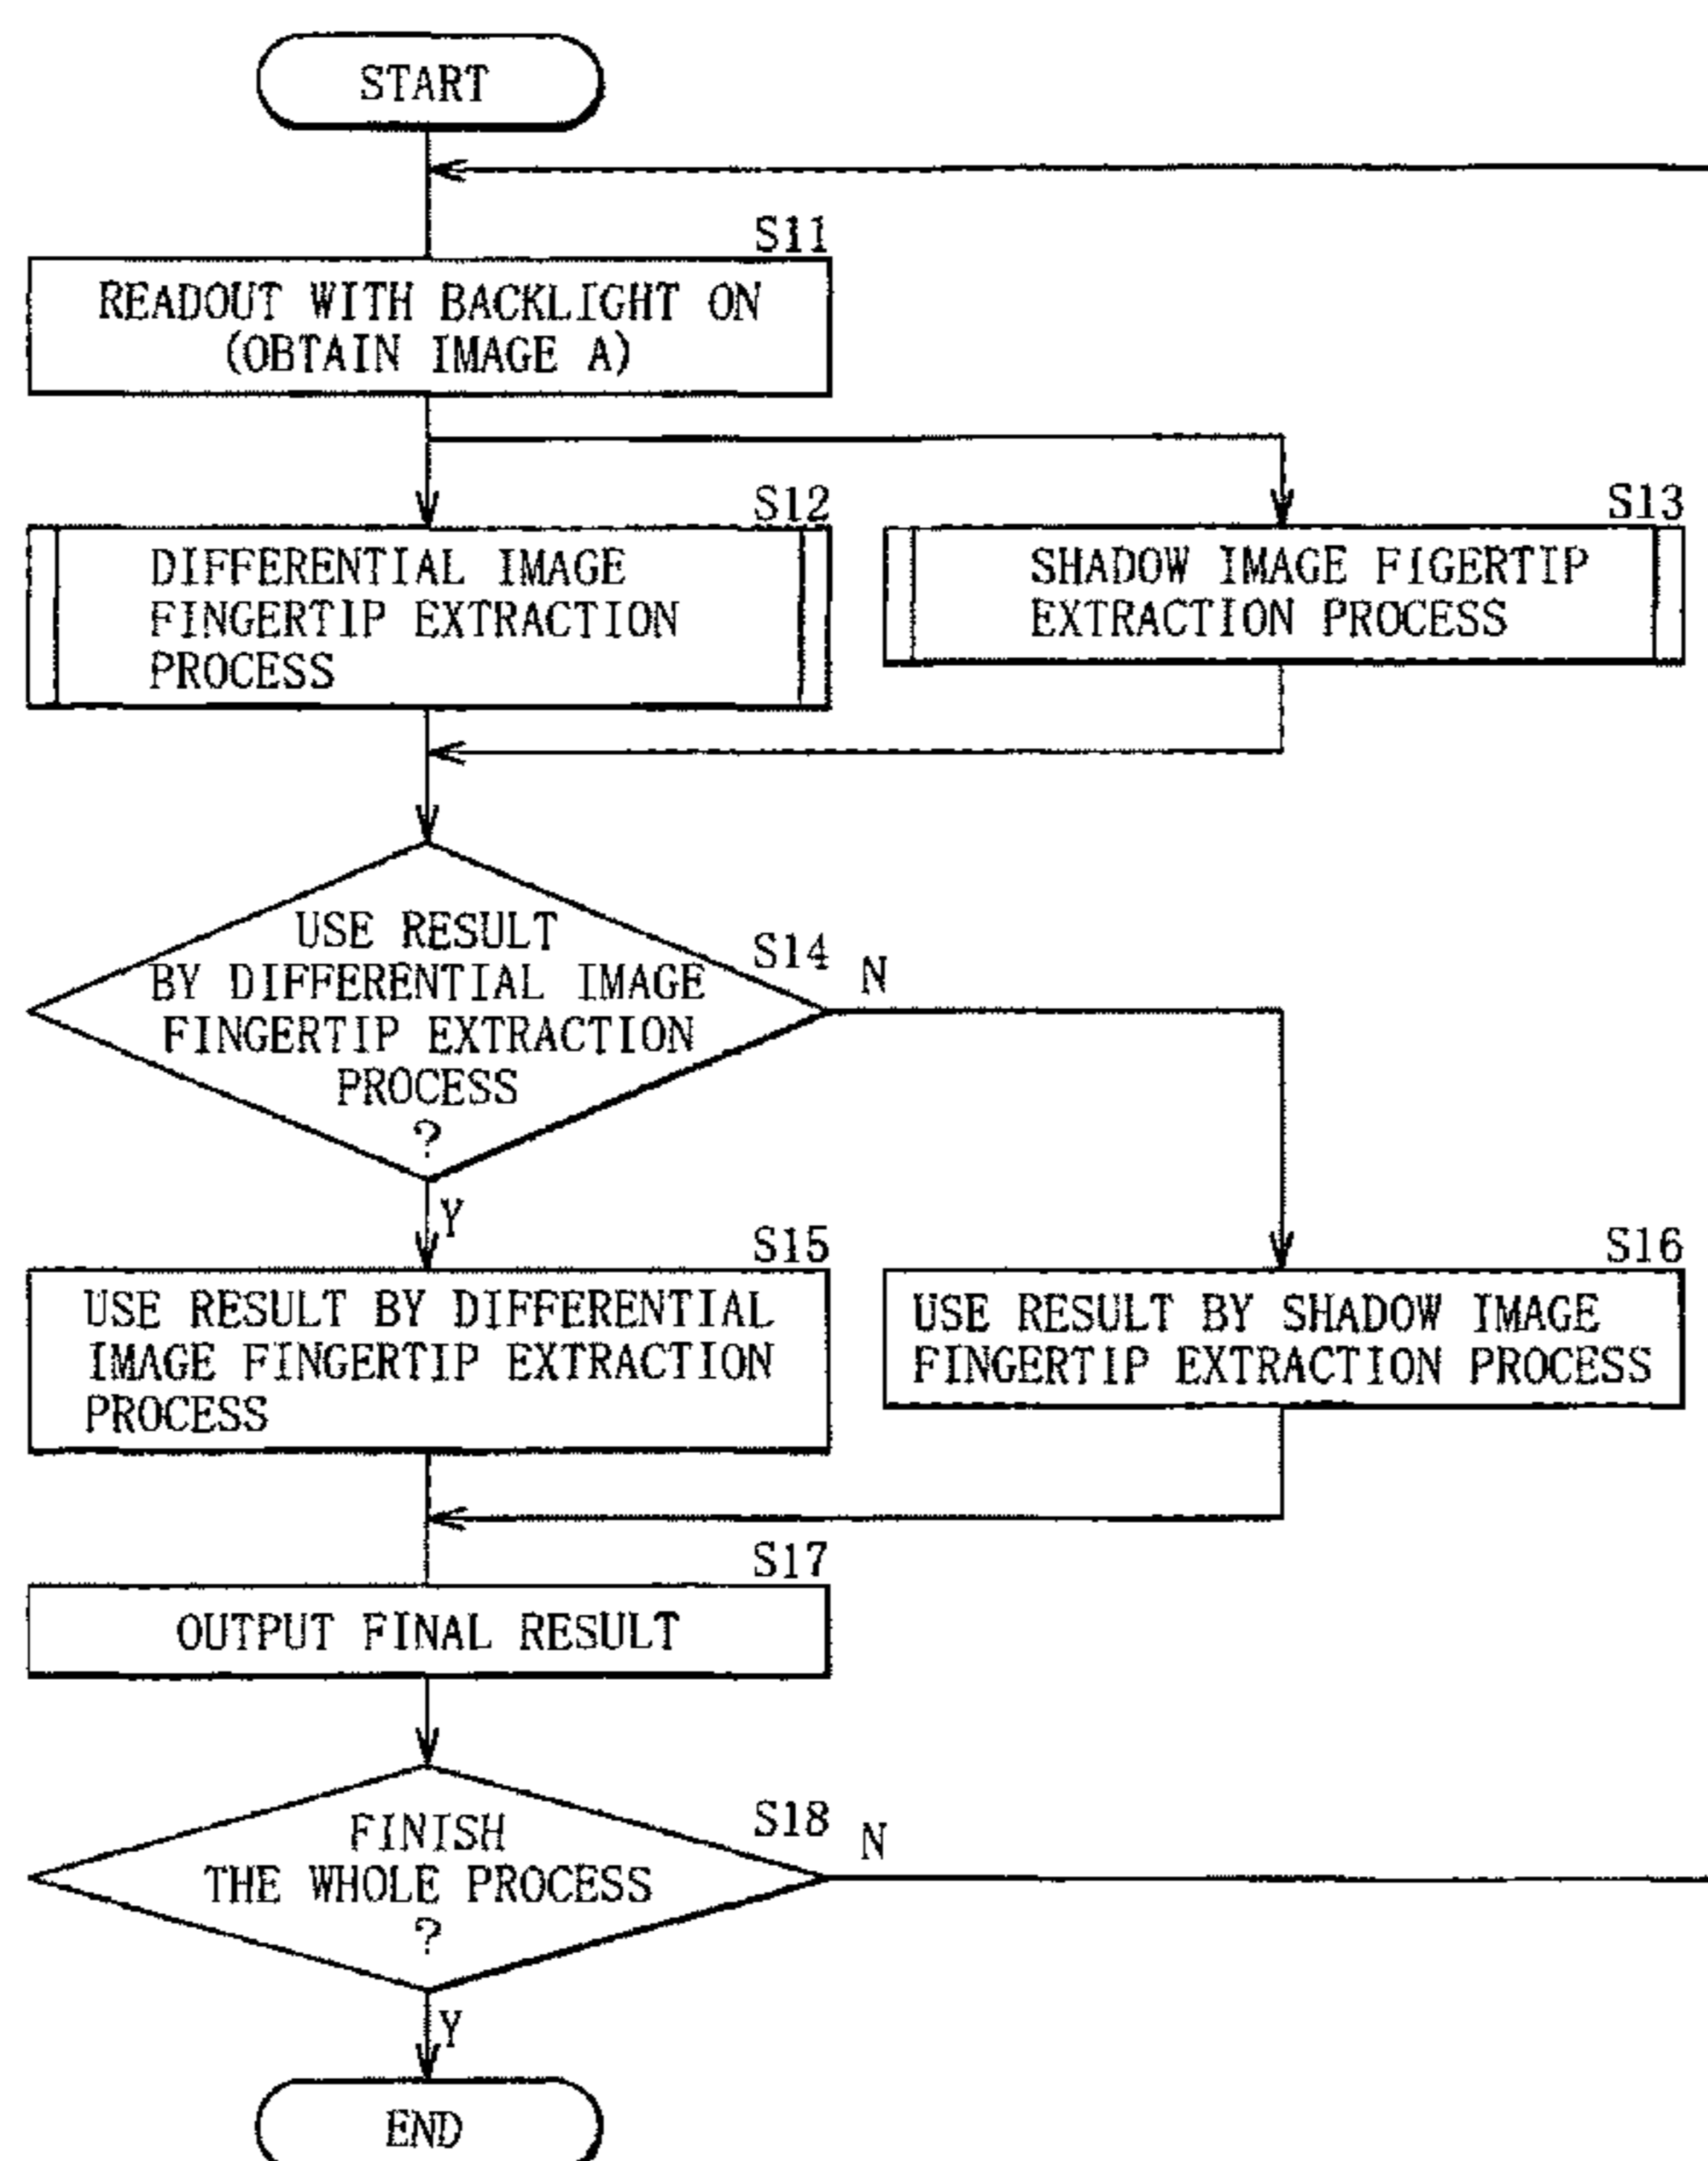 START
S11
READOUT WITH BACKLIGHT ON
(OBTAIN IMAGE A)
S12
DIFFERENTIAL IMAGE
FINGERTIP EXTRACTION
PROCESS
S13
SHADOW IMAGE FIGERTIP
EXTRACTION PROCESS
S14
USE RESULT
BY DIFFERENTIAL IMAGE
FINGERTIP EXTRACTION
PROCESS
?
N
Y
S15
USE RESULT BY DIFFERENTIAL
IMAGE FINGERTIP EXTRACTION
PROCESS
S16
USE RESULT BY SHADOW IMAGE
FINGERTIP EXTRACTION PROCESS
S17
OUTPUT FINAL RESULT
S18
FINISH
THE WHOLE PROCESS
?
N
Y
END